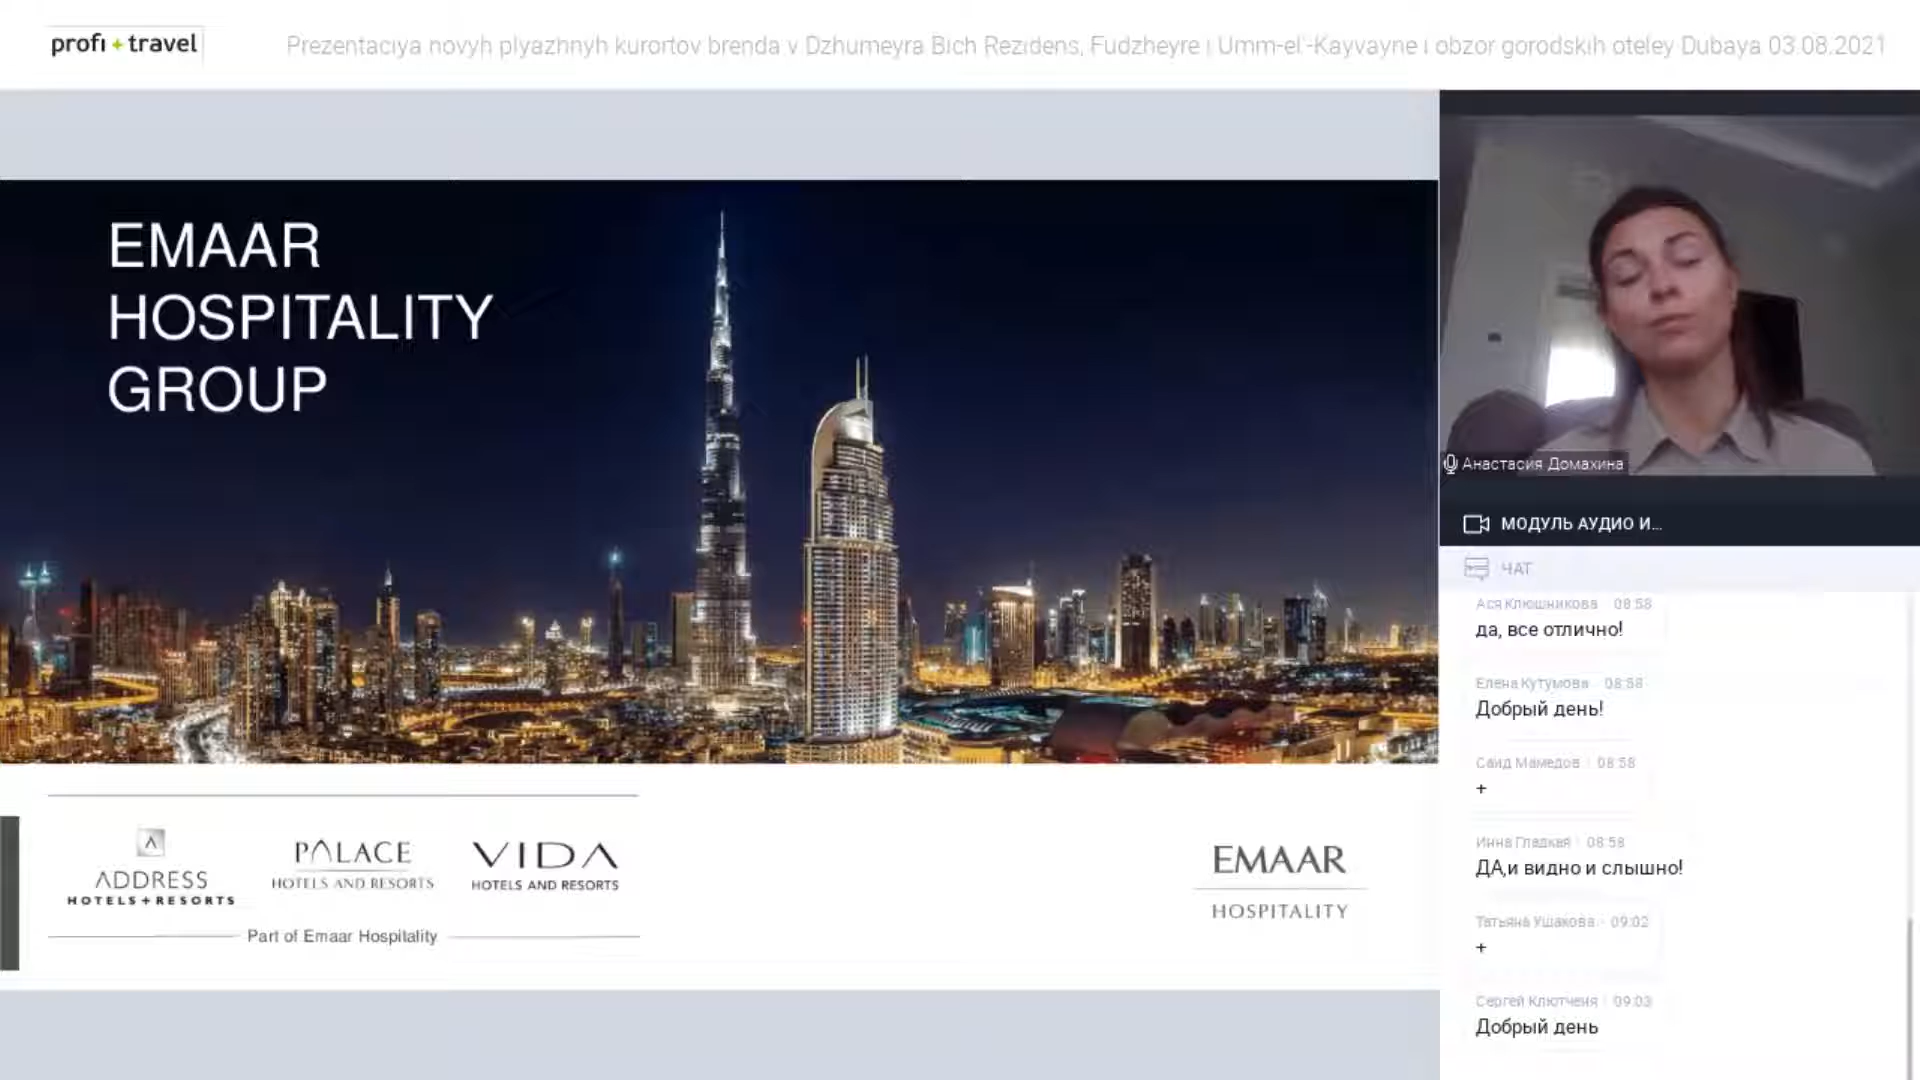 profi + travel
Prezentaciya novyh plyazhnyh kurortov brenda v Dzhumeyra Bich Rezidens, Fudzheyre i Umm-el'-Kayvayne i obzor gorodskih oteley Dubaya 03.08.2021
EMAAR
HOSPITALITY
GROUP
ADDRESS
HOTELS+RESORTS
PALACE
HOTELS AND RESORTS
VIDA
HOTELS AND RESORTS
Part of Emaar Hospitality
EMAAR
HOSPITALITY
Анастасия Домахина
МОДУЛЬ АУДИО И...
ЧАТ
Ася Клюшникова 08:58
да, все отлично!
Елена Кутумова 08:58
Добрый день!
Саид Мамедов 08:58
+
Инна Гладкая 08:58
ДА,и видно и слышно!
Татьяна Ушакова 09:02
+
Сергей Клютченя 09:03
Добрый день